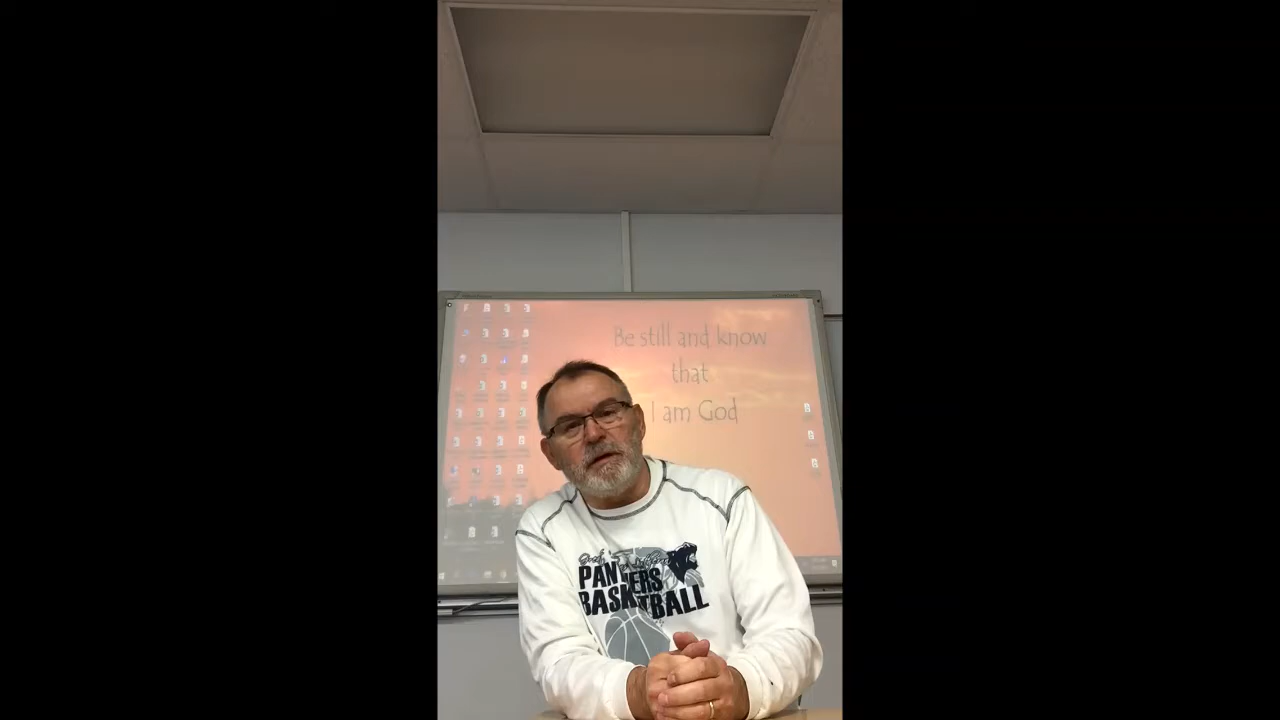 Be still and know
that
I am God
PANTHERS
BASKETBALL